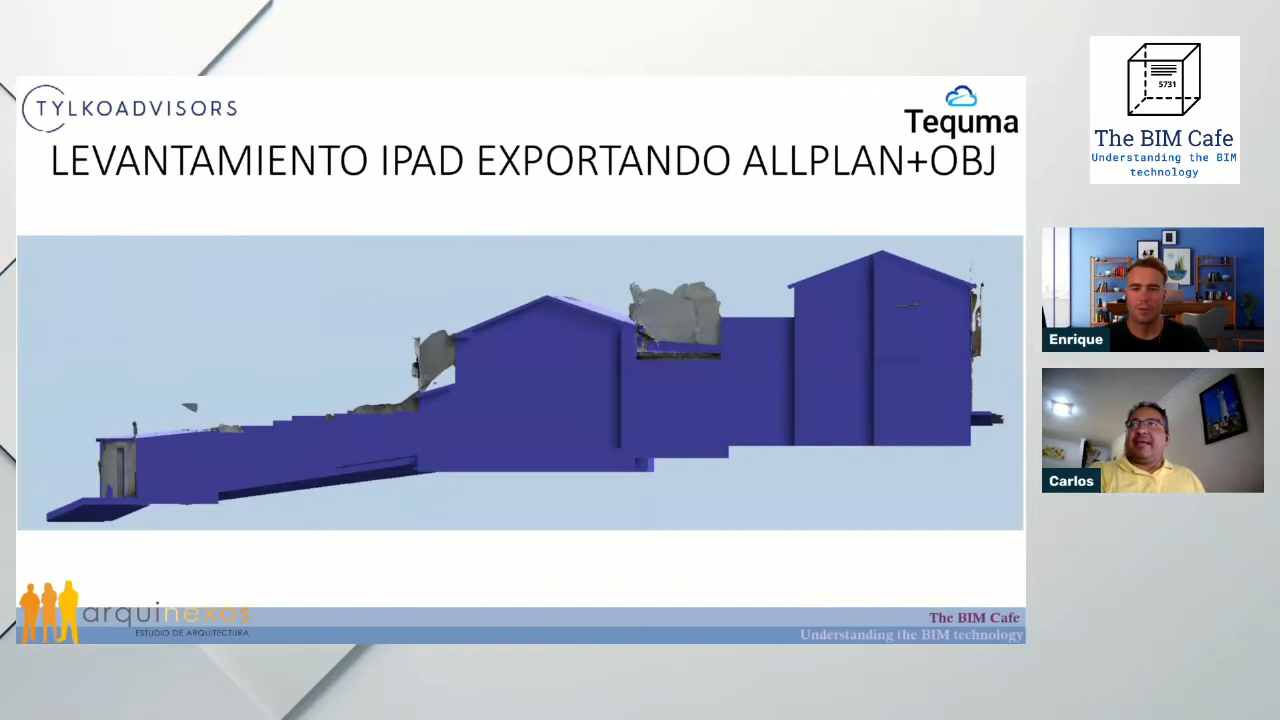 TYLKOADVISORS
Tequma
LEVANTAMIENTO IPAD EXPORTANDO ALLPLAN+OBJ
5731
The BIM Cafe
Understanding the BIM
technology
Enrique
Carlos
arquinexos
ESTUDIO DE ARQUITECTURA
The BIM Cafe
Understanding the BIM technology